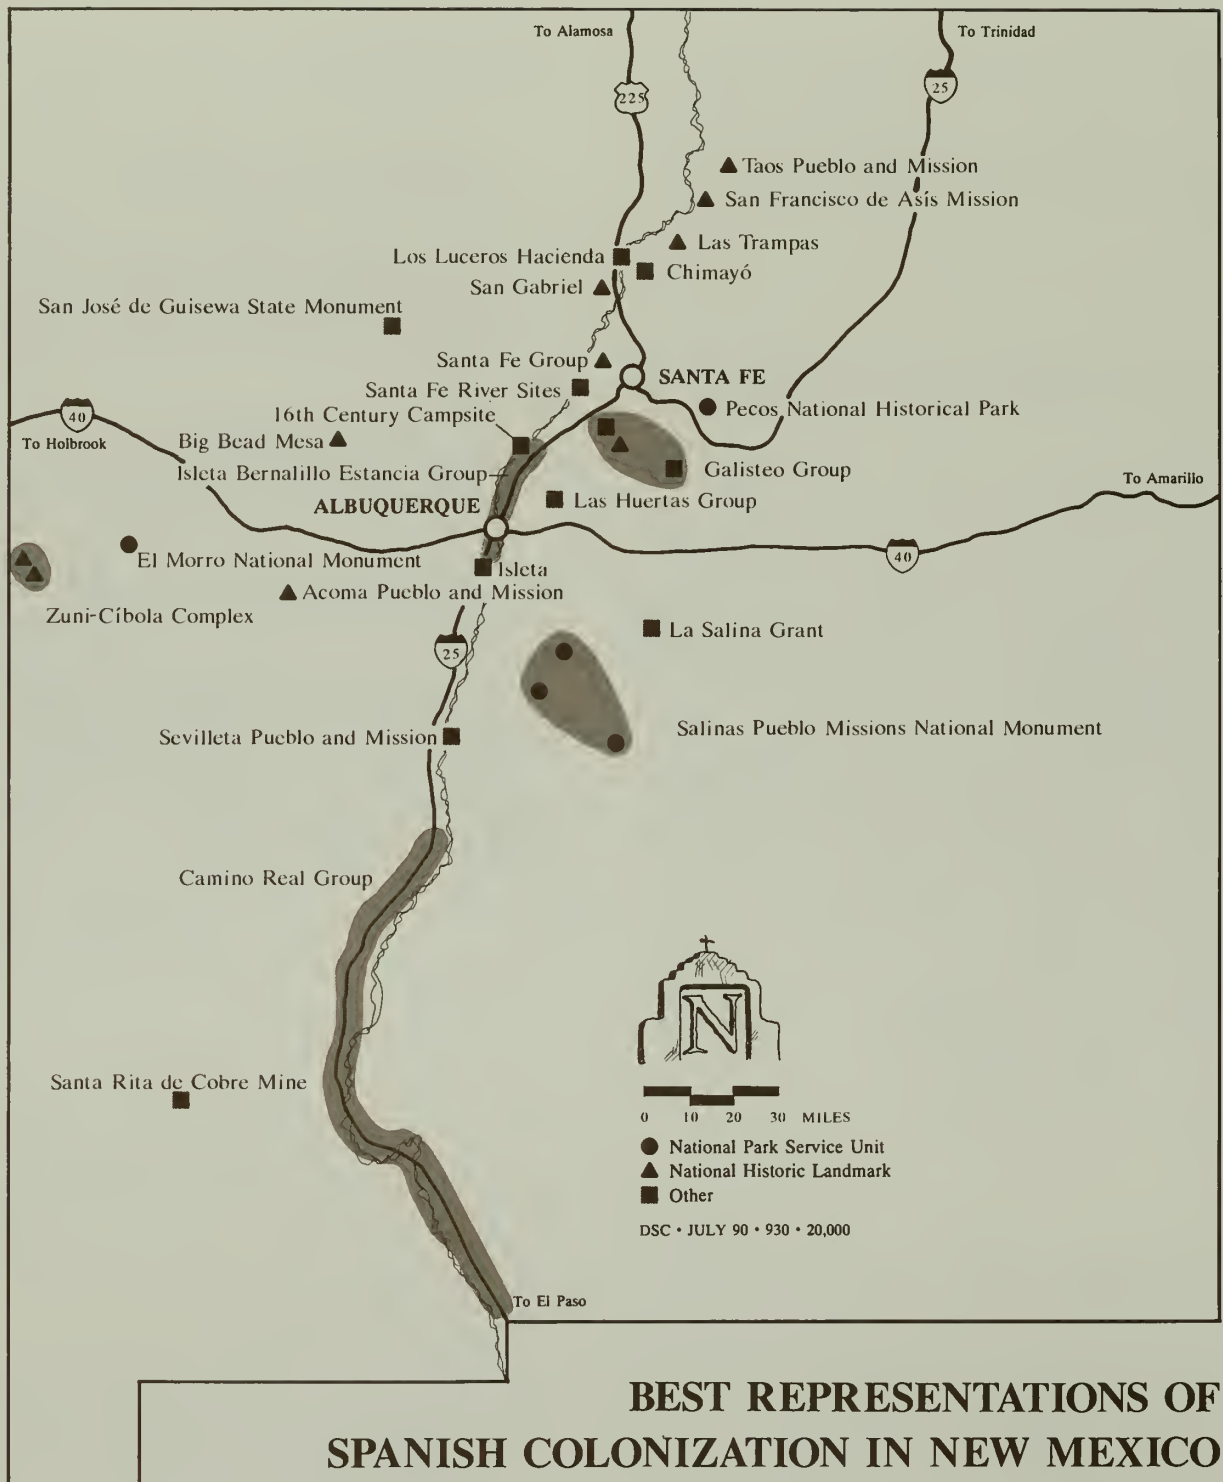 To Alamosa
To Trinidad
225
25
Taos Pueblo and Mission
San Francisco de Asís Mission
Las Trampas
Los Luceros Hacienda
Chimayó
San Gabriel
San José de Guisewa State Monument
Santa Fe Group
SANTA FE
Santa Fe River Sites
Pecos National Historical Park
16th Century Campsite
40
To Holbrook
Big Bead Mesa
Isleta Bernalillo Estancia Group
Galisteo Group
To Amarillo
ALBUQUERQUE
Las Huertas Group
40
El Morro National Monument
Isleta
Acoma Pueblo and Mission
Zuni-Cíbola Complex
La Salina Grant
25
Salinas Pueblo Missions National Monument
Sevilleta Pueblo and Mission
Camino Real Group
N
Santa Rita de Cobre Mine
0 10 20 30 MILES
National Park Service Unit
National Historic Landmark
Other
DSC • JULY 90 • 930 • 20,000
To El Paso
BEST REPRESENTATIONS OF
SPANISH COLONIZATION IN NEW MEXICO